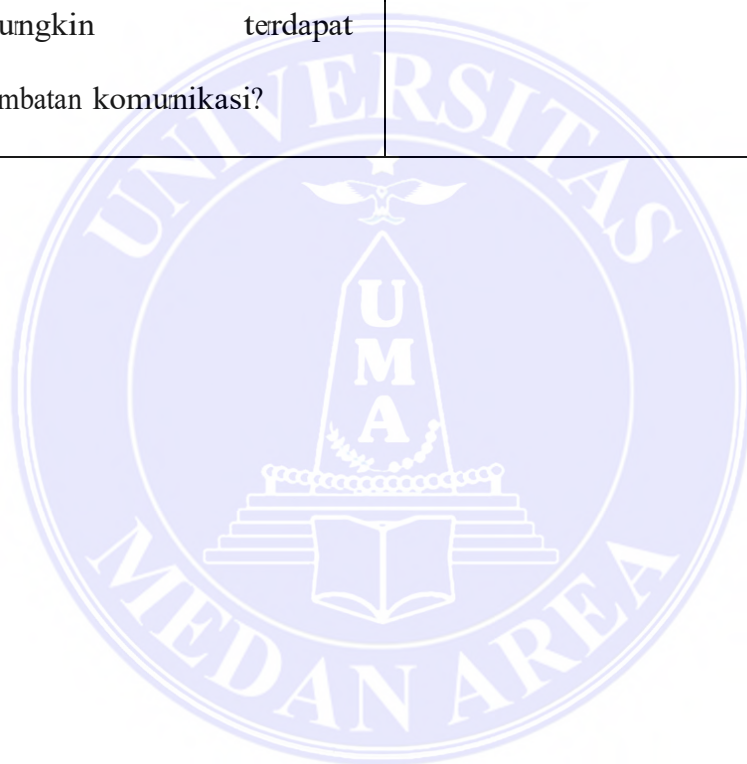 ungkin terdapat
mbatan komunikasi?
UNIVERSITAS
U
M
A
MEDAN AREA